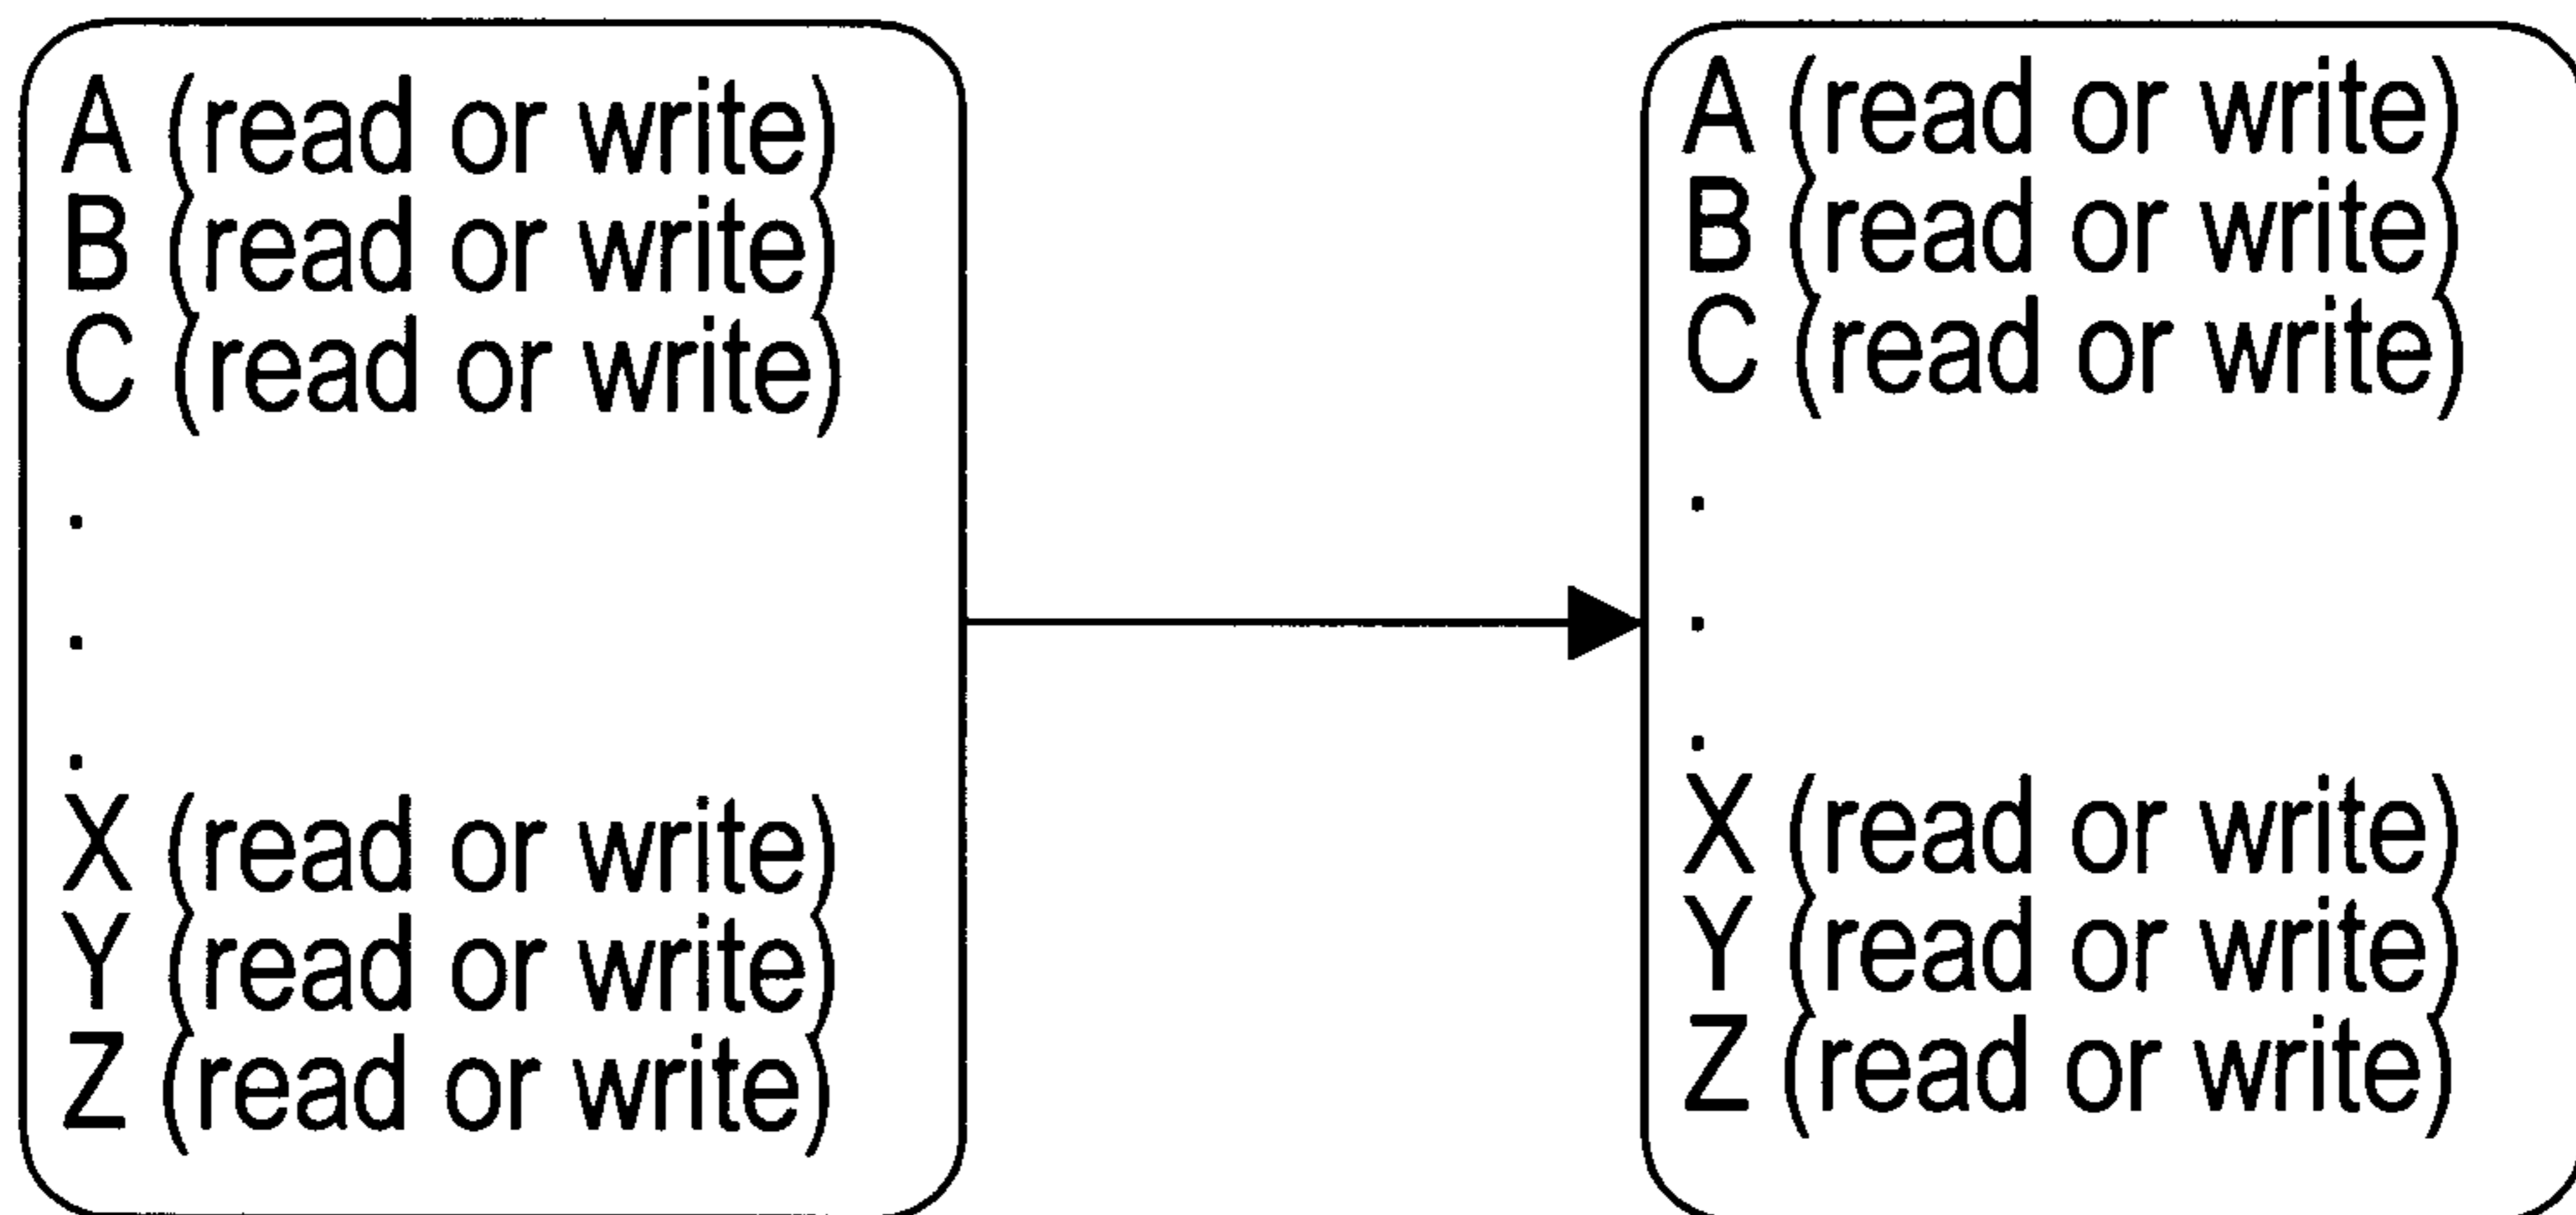 A (read or write)
B (read or write)
C (read or write)
.
.
.
X (read or write)
Y (read or write)
Z (read or write)
A (read or write)
B (read or write)
C (read or write)
.
.
.
X (read or write)
Y (read or write)
Z (read or write)